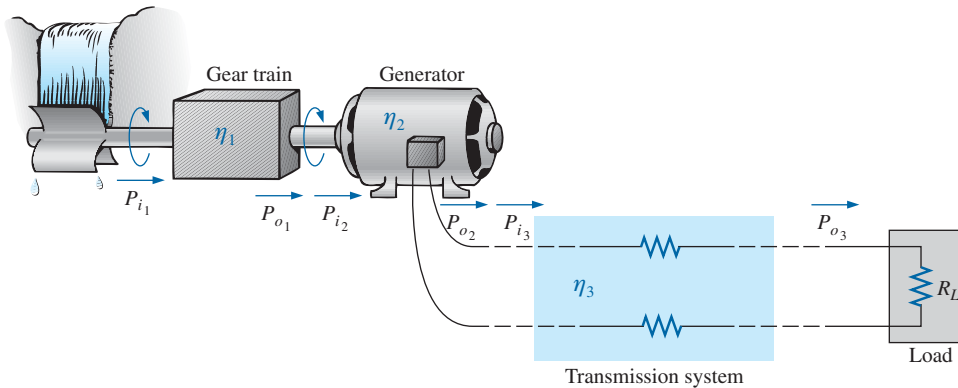 Gear train
Generator
η1
η2
Pi1
Po1
Pi2
Po2
Pi3
Po3
η3
RL
Load
Transmission system